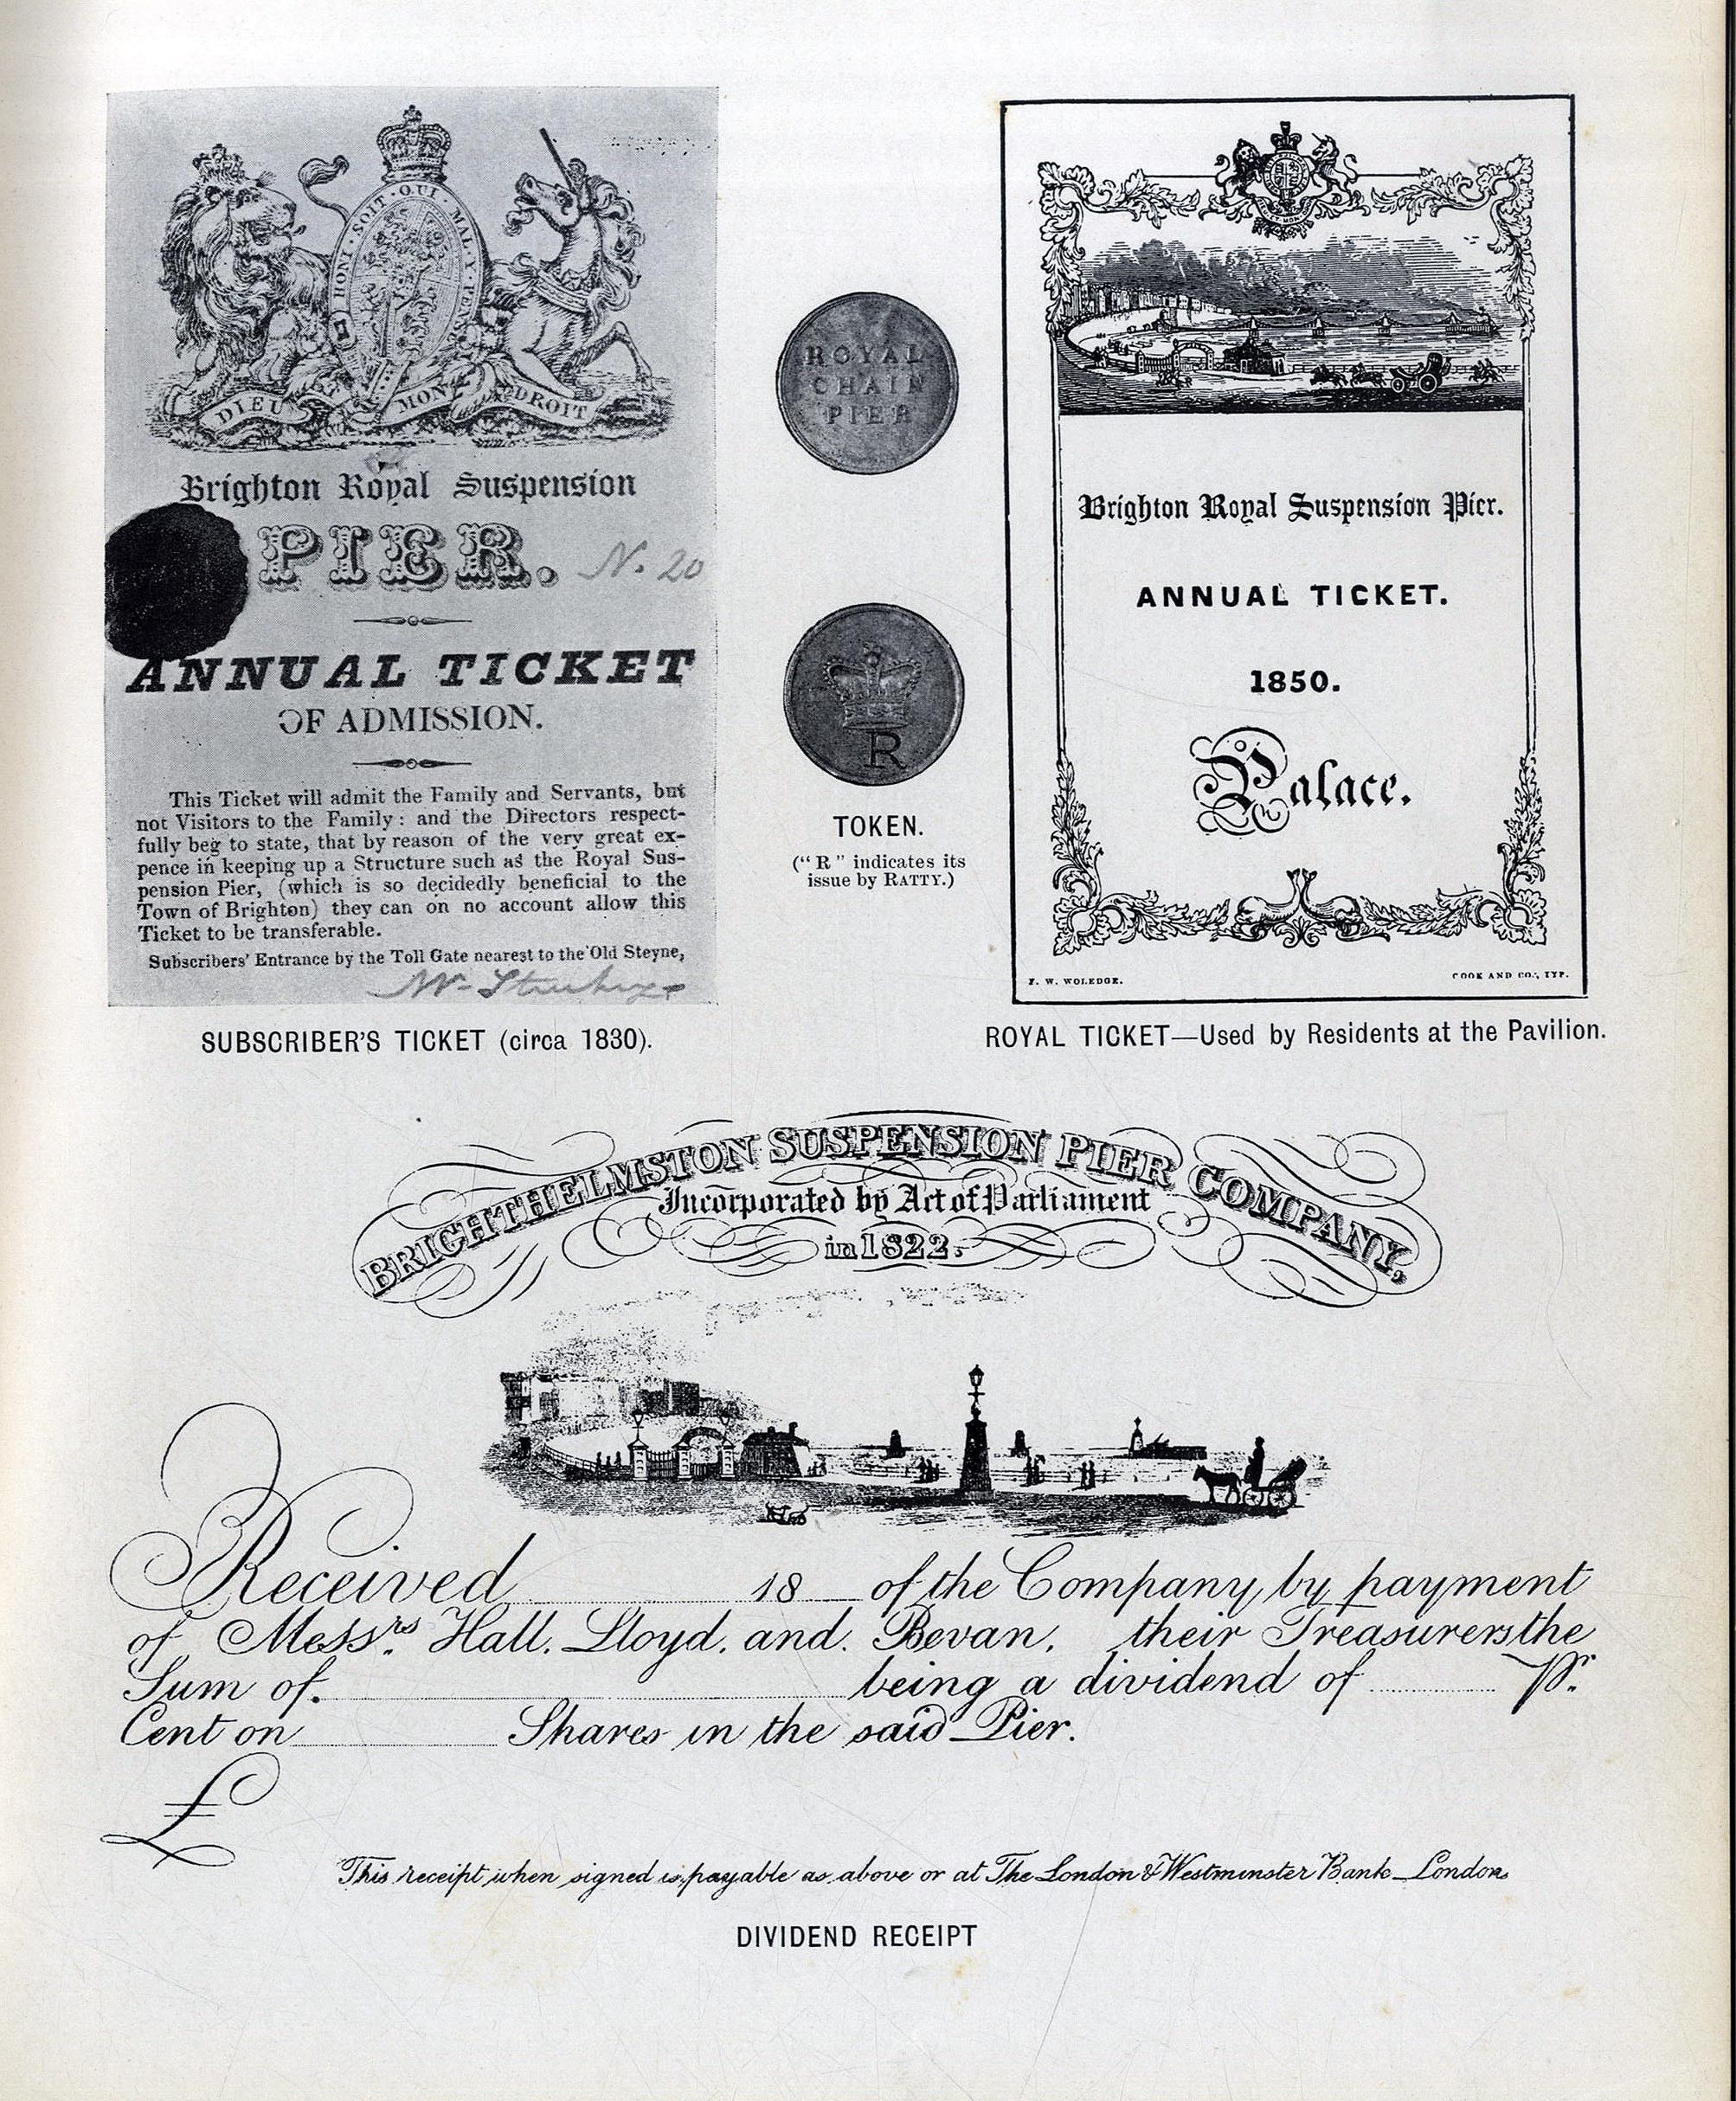 HONI · SOIT · QUI · MAL · Y · PENSE
DIEU MON DROIT
Brighton Royal Suspension
PIER. N. 20
ANNUAL TICKET
OF ADMISSION.
This Ticket will admit the Family and Servants, but
not Visitors to the Family: and the Directors respect-
fully beg to state, that by reason of the very great ex-
pence in keeping up a Structure such as the Royal Sus-
pension Pier, (which is so decidedly beneficial to the
Town of Brighton) they can on no account allow this
Ticket to be transferable.
Subscribers' Entrance by the Toll Gate nearest to the Old Steyne,
SUBSCRIBER'S TICKET (circa 1830).
ROYAL
CHAIN
PIER
R
TOKEN.
("R" indicates its
issue by RATTY.)
Brighton Royal Suspension Pier.
ANNUAL TICKET.
1850.
Palace.
F. W. WOLEDGE. COOK AND CO., TYP.
ROYAL TICKET—Used by Residents at the Pavilion.
BRIGHTHELMSTON SUSPENSION PIER COMPANY,
Incorporated by Act of Parliament
in 1822.
Received 18 of the Company by payment
of Messrs. Hall, Lloyd, and Bevan, their Treasurers the
Sum of being a dividend of Pr.
Cent on Shares in the said Pier.
£
This receipt when signed is payable as above or at The London & Westminster Bank London
DIVIDEND RECEIPT